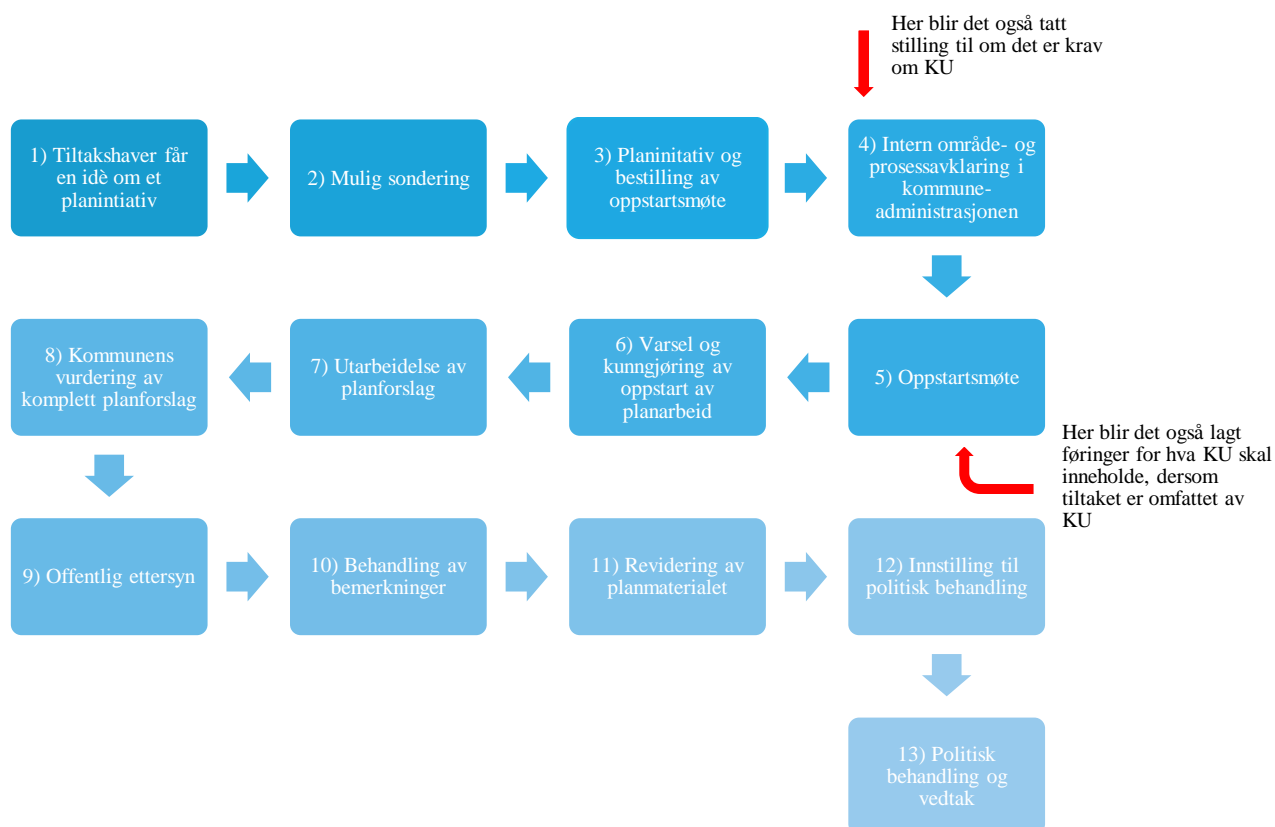 Her blir det også tatt
stilling til om det er krav
om KU
1) Tiltakshaver får
en idè om et
planintiativ
2) Mulig sondering
3) Planinitativ og
bestilling av
oppstartsmøte
4) Intern område- og
prosessavklaring i
kommune-
administrasjonen
5) Oppstartsmøte
6) Varsel og
kunngjøring av
oppstart av
planarbeid
7) Utarbeidelse av
planforslag
8) Kommunens
vurdering av
komplett planforslag
Her blir det også lagt
føringer for hva KU skal
inneholde, dersom
tiltaket er omfattet av
KU
9) Offentlig ettersyn
10) Behandling av
bemerkninger
11) Revidering av
planmaterialet
12) Innstilling til
politisk behandling
13) Politisk
behandling og
vedtak